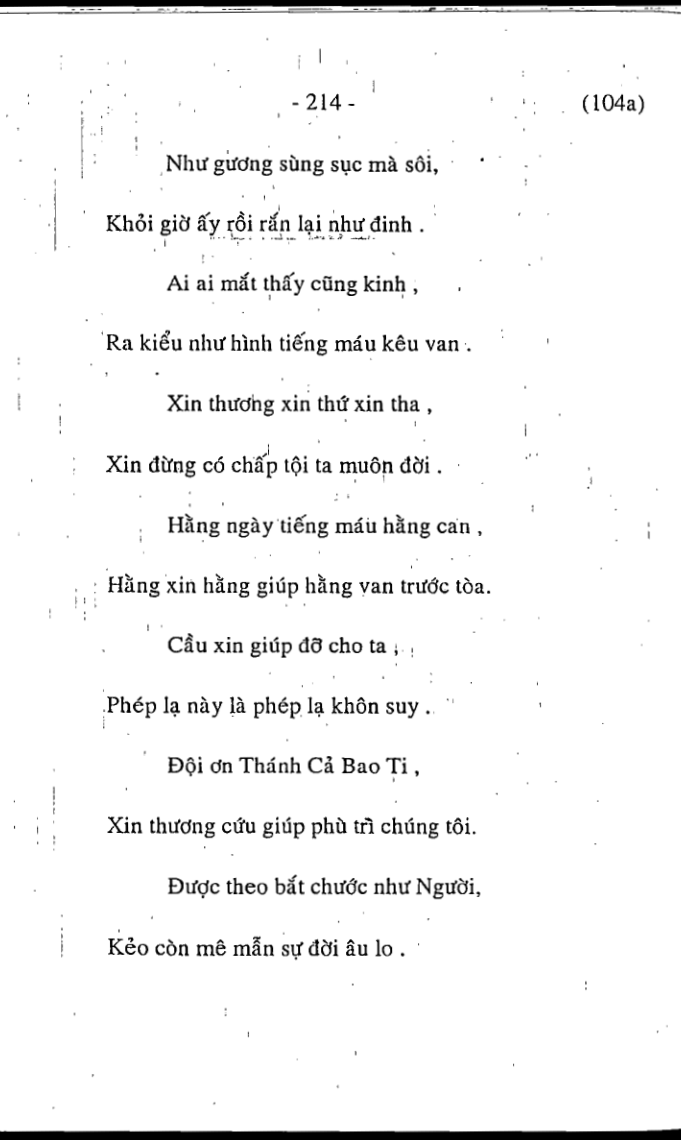 - 214 - (104a)
Như gương sùng sục mà sôi,
Khỏi giờ ấy rồi rắn lại như đinh .
Ai ai mắt thấy cũng kinh ,
Ra kiểu như hình tiếng máu kêu van .
Xin thương xin thứ xin tha ,
Xin đừng có chấp tội ta muôn đời .
Hằng ngày tiếng máu hằng can ,
Hằng xin hằng giúp hằng van trước tòa.
Cầu xin giúp đỡ cho ta ,
Phép lạ này là phép lạ khôn suy .
Đội ơn Thánh Cả Bao Ti ,
Xin thương cứu giúp phù trì chúng tôi.
Được theo bắt chước như Người,
Kẻo còn mê mẫn sự đời âu lo .